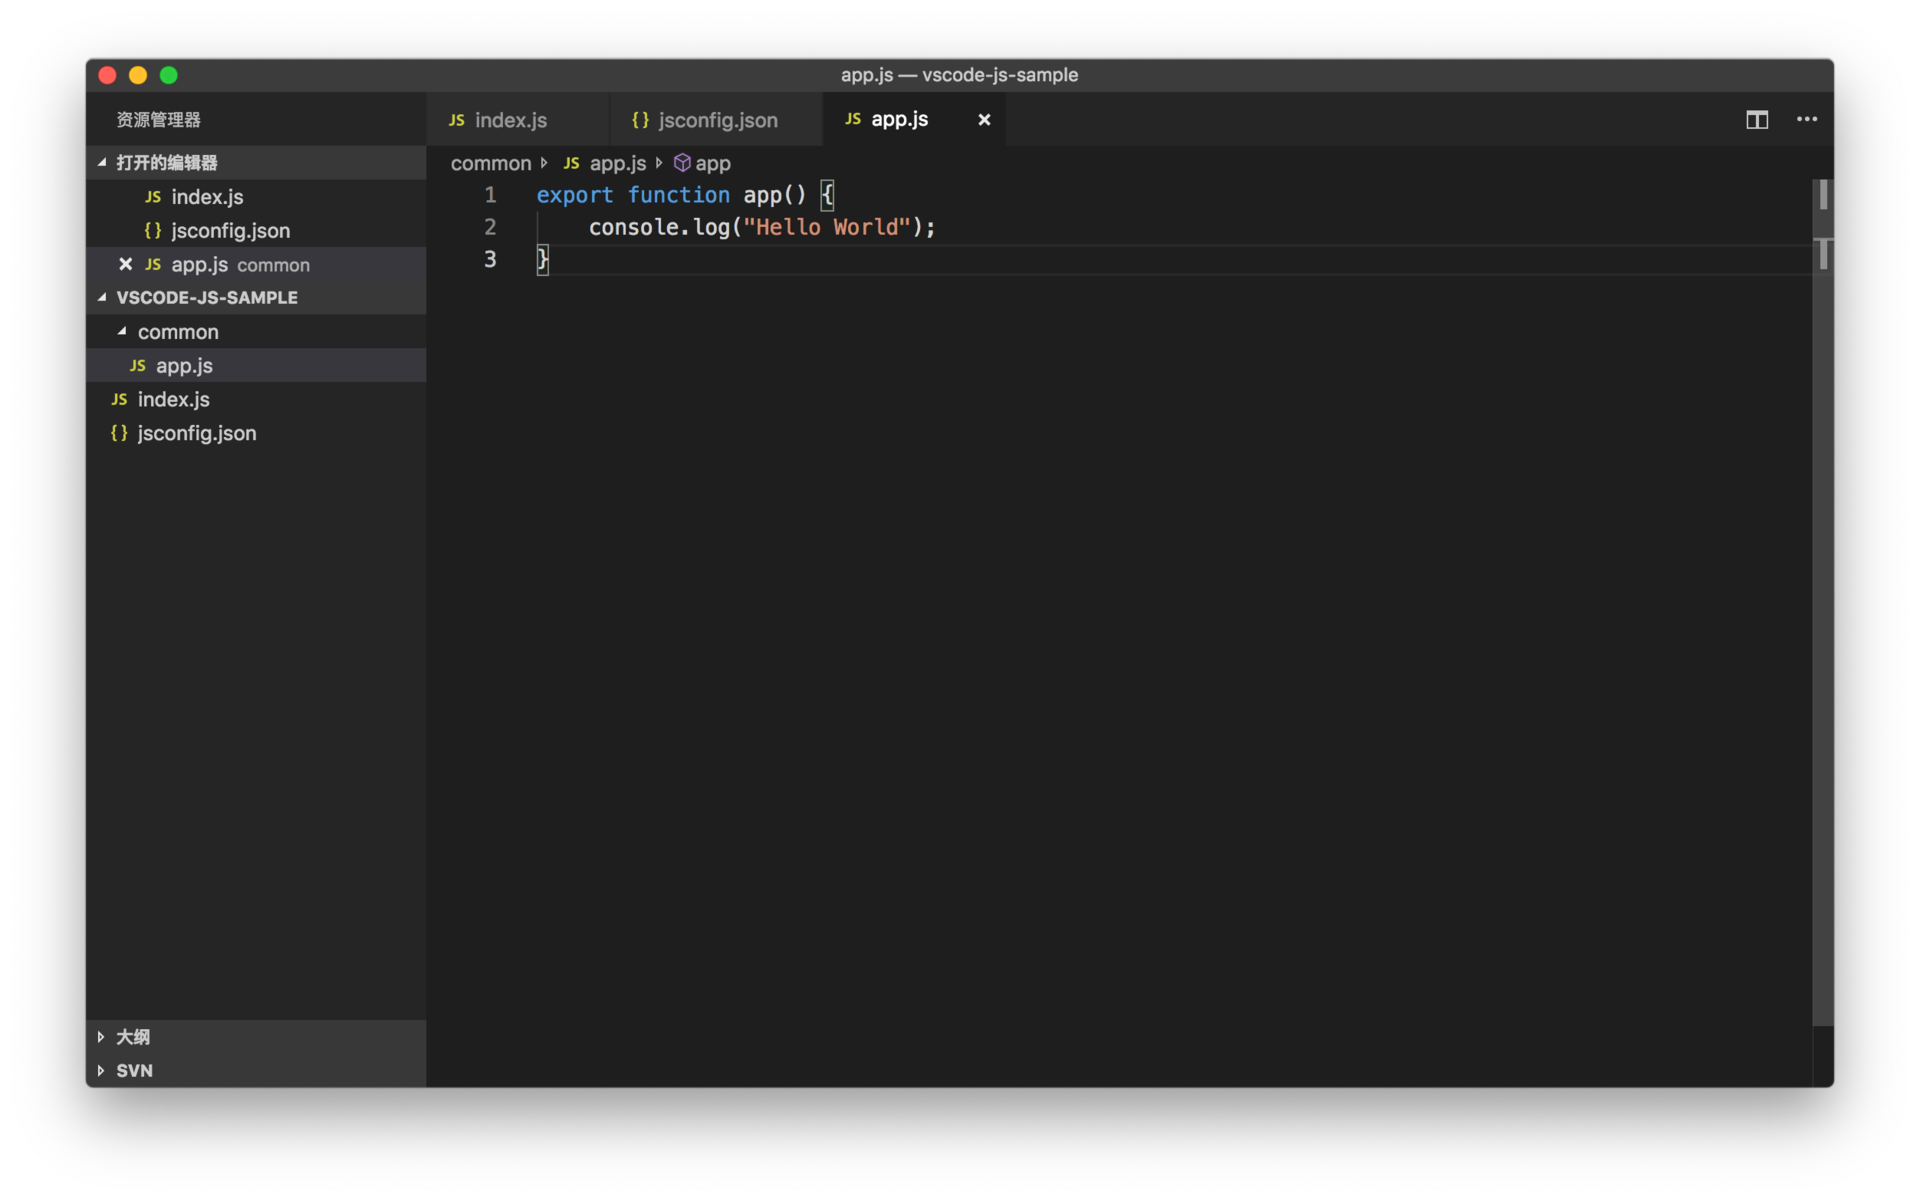 app.js — vscode-js-sample
资源管理器
打开的编辑器
JS index.js
{} jsconfig.json
JS app.js common
VSCODE-JS-SAMPLE
common
JS app.js
JS index.js
{} jsconfig.json
大纲
SVN
JS index.js {} jsconfig.json JS app.js
common JS app.js app
1 export function app() {
2 console.log("Hello World");
3 }